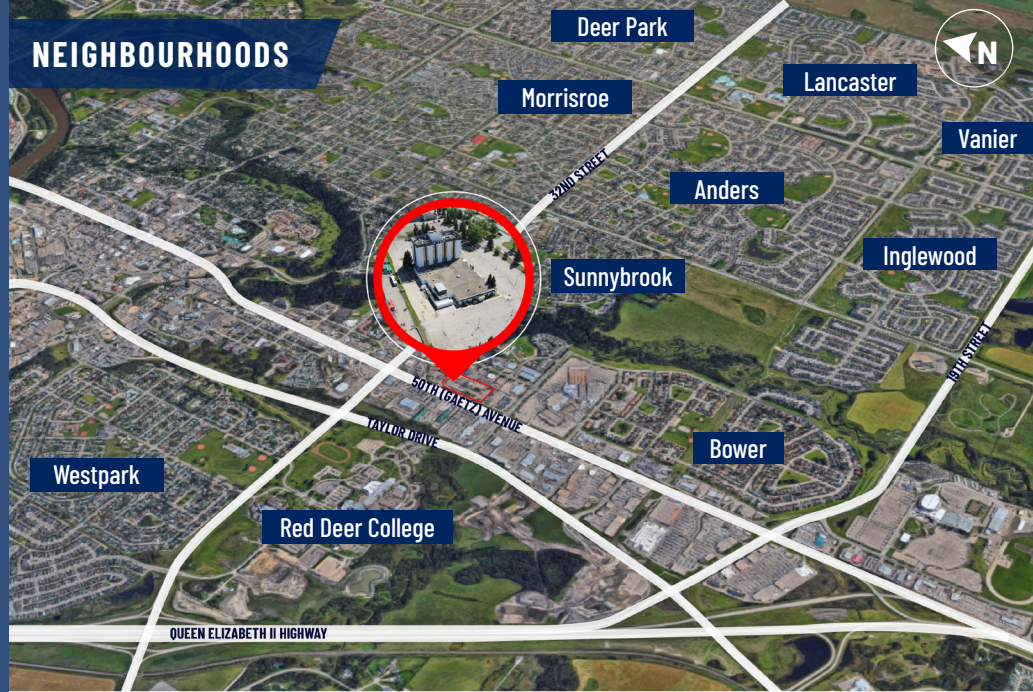 NEIGHBOURHOODS
Deer Park
N
Lancaster
Morrisroe
Vanier
32ND STREET
Anders
Inglewood
Sunnybrook
19TH STREET
50TH (GAETZ) AVENUE
TAYLOR DRIVE
Bower
Westpark
Red Deer College
QUEEN ELIZABETH II HIGHWAY